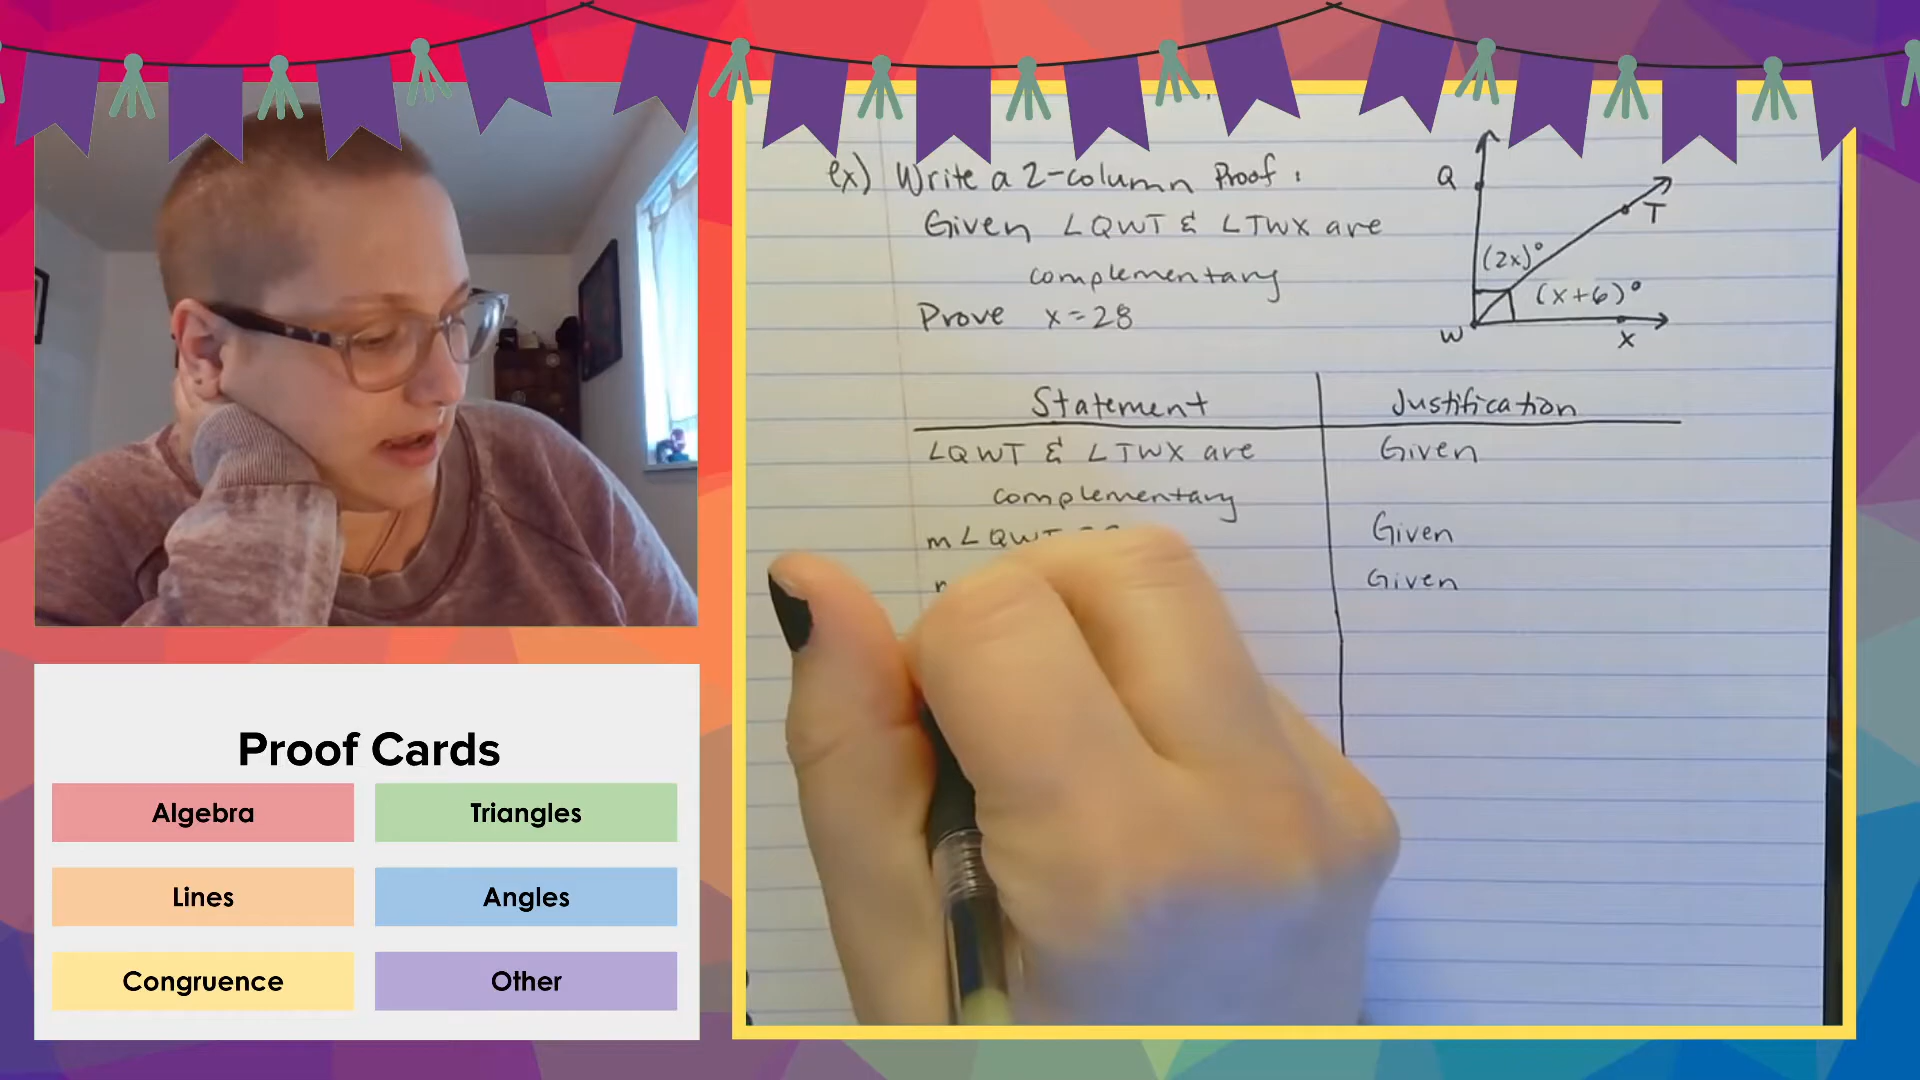 ex) Write a 2-column Proof:
Given ∠QWT & ∠TWX are
complementary
Prove x=28
Q
T
(2x)°
(x+6)°
W
X
Statement Justification
∠QWT & ∠TWX are Given
complementary
m∠QWT Given
Given
Proof Cards
Algebra Triangles
Lines Angles
Congruence Other